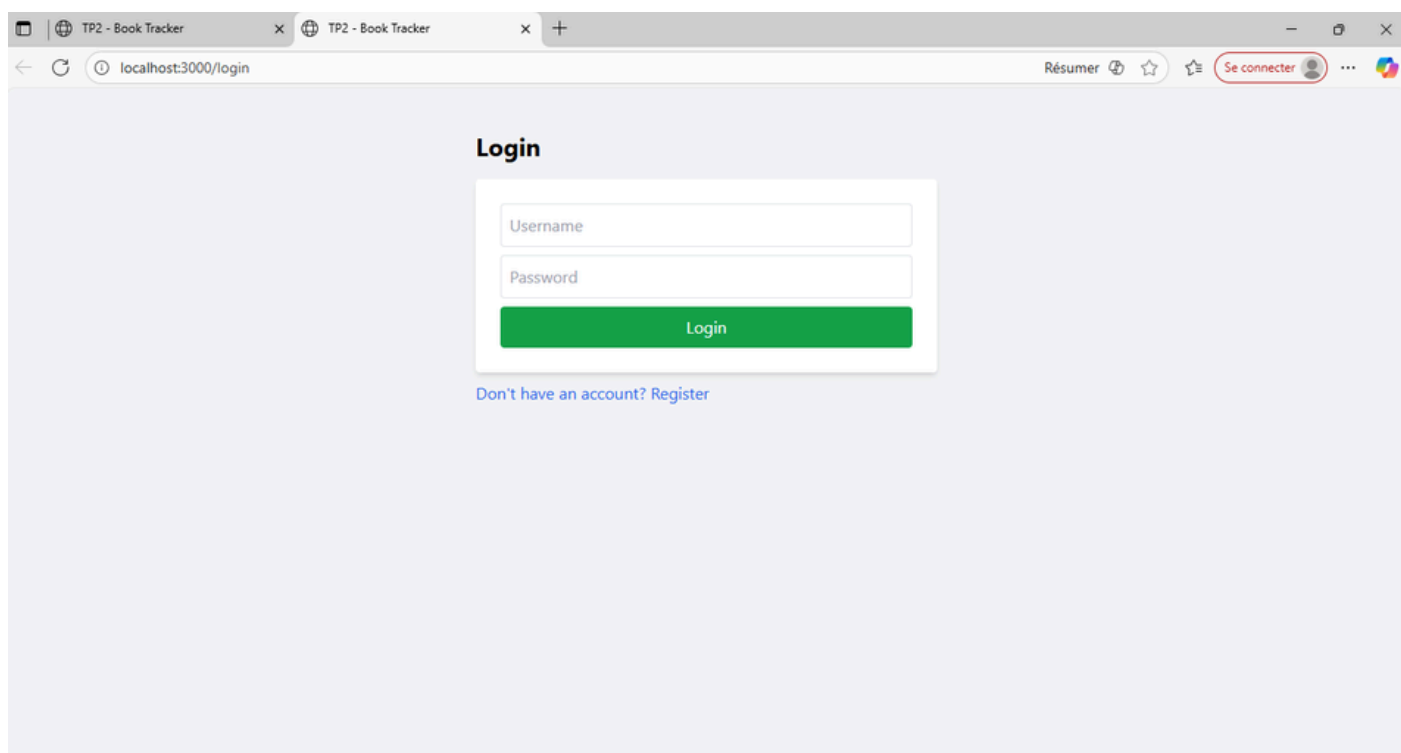 TP2 - Book Tracker TP2 - Book Tracker
localhost:3000/login Résumer Se connecter
Login
Username
Password
Login
Don't have an account? Register